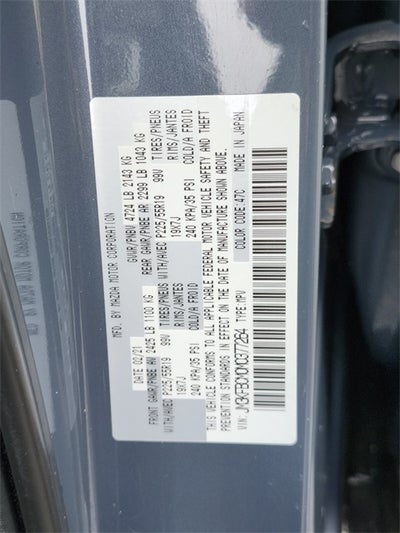 MFD. BY MAZDA MOTOR CORPORATION
DATE 02/21 GVWR/PNBV 4724 LB 2143 KG
FRONT GAWR/PNBE AV 2425 LB 1100 KG REAR GAWR/PNBE AR 2299 LB 1043 KG
WITH/AVEC P225/55R19 99V TIRES/PNEUS WITH/AVEC P225/55R19 99V TIRES/PNEUS
19X7J RIMS/JANTES 19X7J RIMS/JANTES
240 KPA/35 PSI COLD/A FROID 240 KPA/35 PSI COLD/A FROID
THIS VEHICLE CONFORMS TO ALL APPLICABLE FEDERAL MOTOR VEHICLE SAFETY AND THEFT
PREVENTION STANDARDS IN EFFECT ON THE DATE OF MANUFACTURE SHOWN ABOVE.
VIN: TYPE: MPV COLOR CODE: 47C MADE IN JAPAN